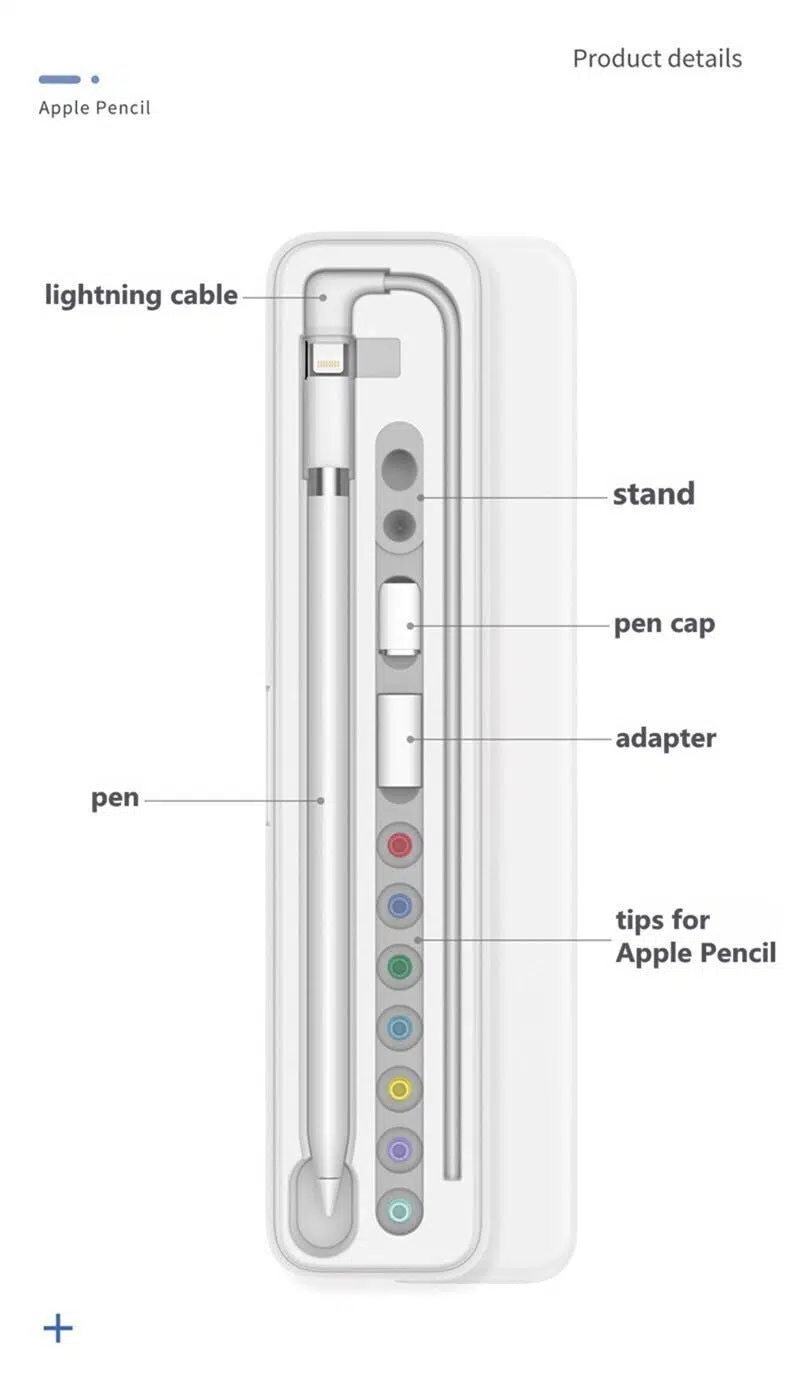 Product details
Apple Pencil
lightning cable
stand
pen cap
adapter
pen
tips for
Apple Pencil